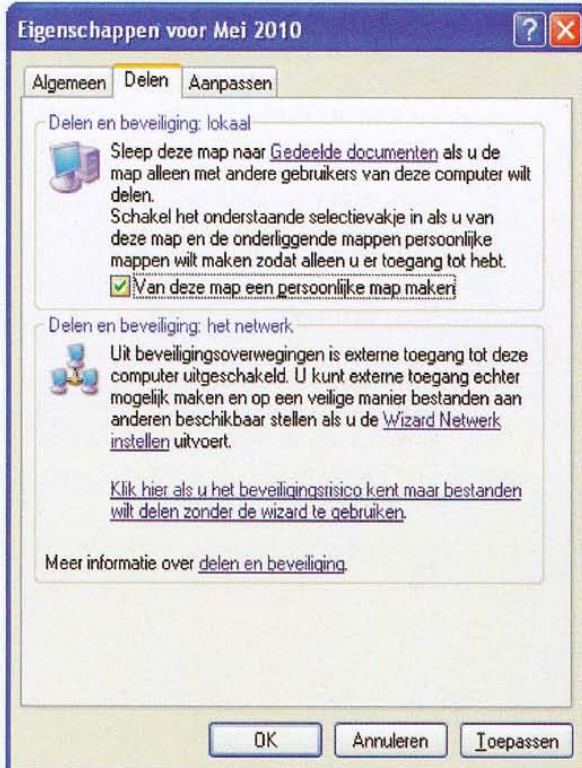 Eigenschappen voor Mei 2010
Algemeen Delen Aanpassen
Delen en beveiliging: lokaal
Sleep deze map naar Gedeelde documenten als u de
map alleen met andere gebruikers van deze computer wilt
delen.
Schakel het onderstaande selectievakje in als u van
deze map en de onderliggende mappen persoonlijke
mappen wilt maken zodat alleen u er toegang tot hebt.
Van deze map een persoonlijke map maken
Delen en beveiliging: het netwerk
Uit beveiligingsoverwegingen is externe toegang tot deze
computer uitgeschakeld. U kunt externe toegang echter
mogelijk maken en op een veilige manier bestanden aan
anderen beschikbaar stellen als u de Wizard Netwerk
instellen uitvoert.
Klik hier als u het beveiligingsrisico kent maar bestanden
wilt delen zonder de wizard te gebruiken.
Meer informatie over delen en beveiliging.
OK Annuleren Toepassen